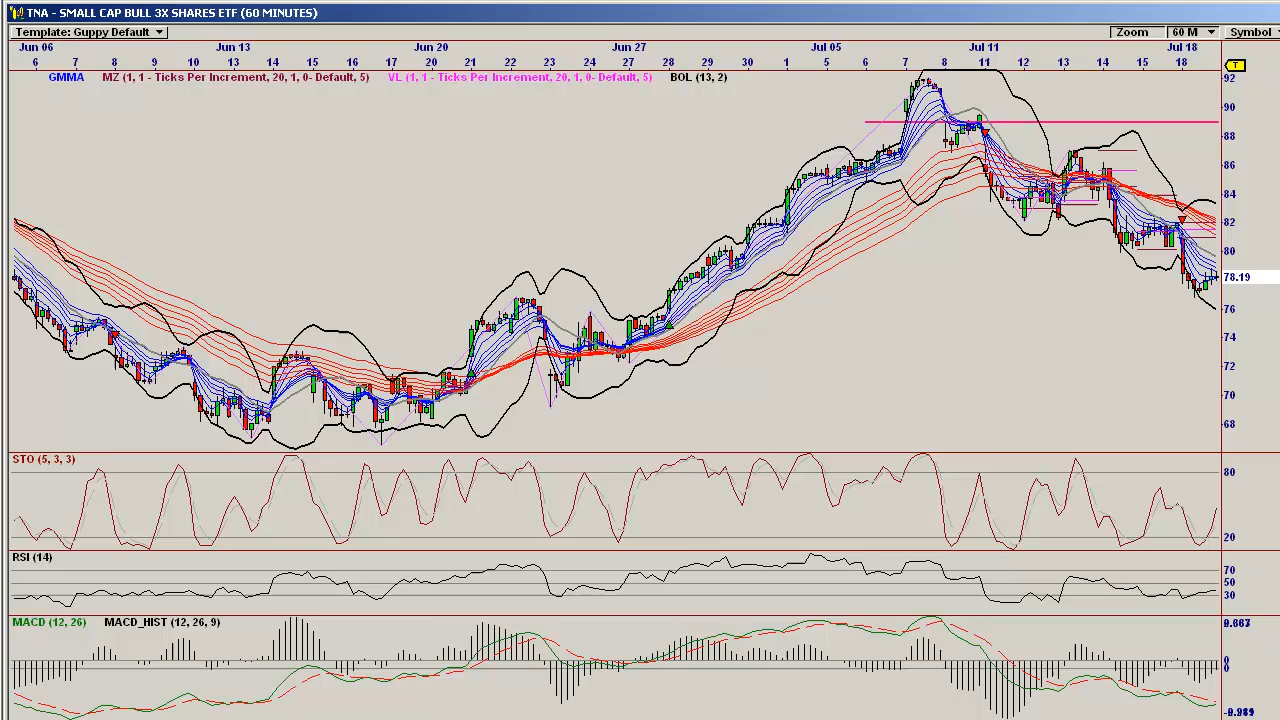 TNA - SMALL CAP BULL 3X SHARES ETF (60 MINUTES)
Template: Guppy Default Zoom 60 M Symbol
Jun 06 Jun 13 Jun 20 Jun 27 Jul 05 Jul 11 Jul 18
6 7 8 9 10 13 14 15 16 17 20 21 22 23 24 27 28 29 30 1 5 6 7 8 11 12 13 14 15 18 T
GMMA MZ (1, 1 - Ticks Per Increment, 20, 1, 0- Default, 5) VL (1, 1 - Ticks Per Increment, 20, 1, 0- Default, 5) BOL (13, 2)
92
90
88
86
84
82
80
78.19
76
74
72
70
68
STO (5, 3, 3)
80
20
RSI (14)
70
50
30
MACD (12, 26) MACD_HIST (12, 26, 9)
0
0